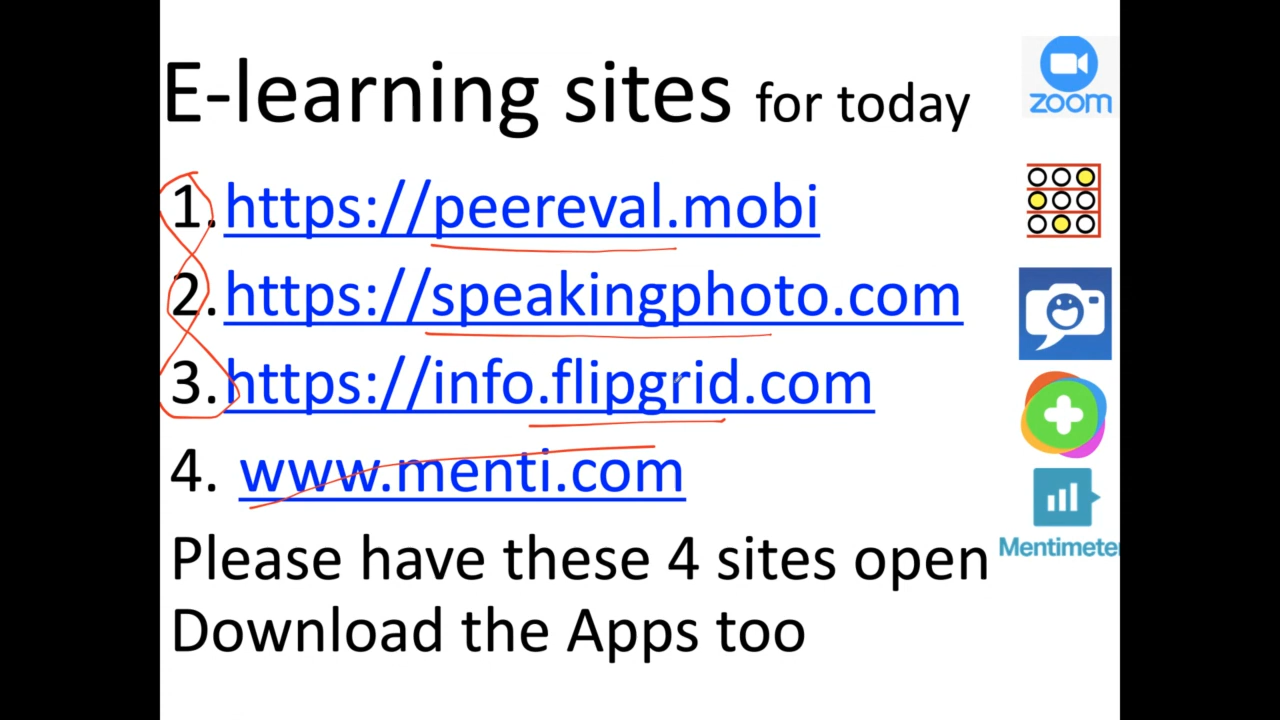 E-learning sites for today
zoom
1. https://peereval.mobi
2. https://speakingphoto.com
3. https://info.flipgrid.com
4. www.menti.com
Mentimeter
Please have these 4 sites open
Download the Apps too